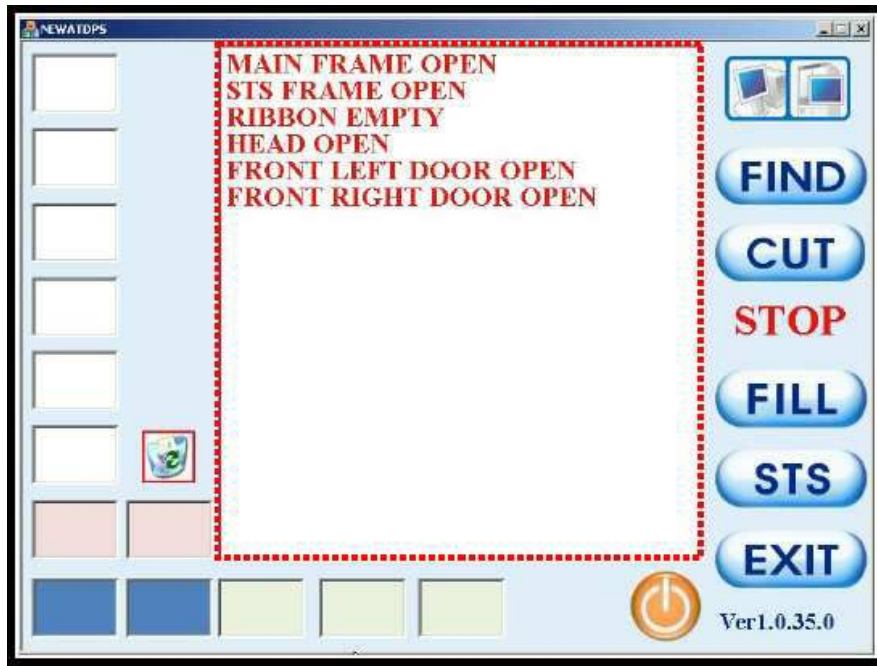 NEWATDPS
MAIN FRAME OPEN
STS FRAME OPEN
RIBBON EMPTY
HEAD OPEN
FRONT LEFT DOOR OPEN
FRONT RIGHT DOOR OPEN
FIND
CUT
STOP
FILL
STS
EXIT
Ver1.0.35.0